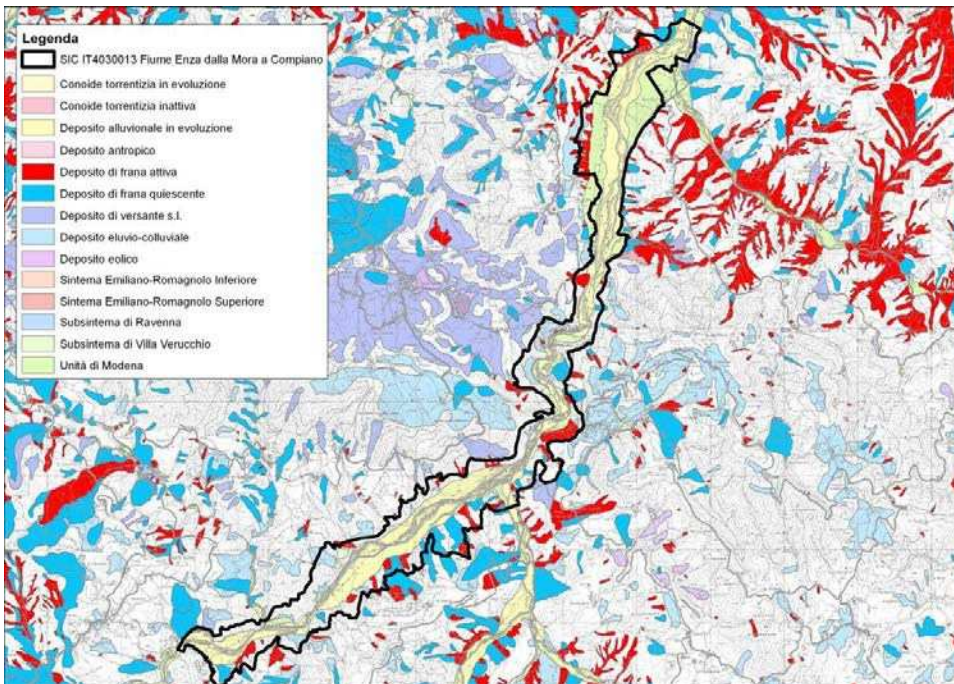 Legenda
SIC IT4030013 Fiume Enza dalla Mora a Compiano
Conoide torrentizia in evoluzione
Conoide torrentizia inattiva
Deposito alluvionale in evoluzione
Deposito antropico
Deposito di frana attiva
Deposito di frana quiescente
Deposito di versante s.l.
Deposito eluvio-colluviale
Deposito eolico
Sintema Emiliano-Romagnolo Inferiore
Sintema Emiliano-Romagnolo Superiore
Subsintema di Ravenna
Subsintema di Villa Verucchio
Unità di Modena